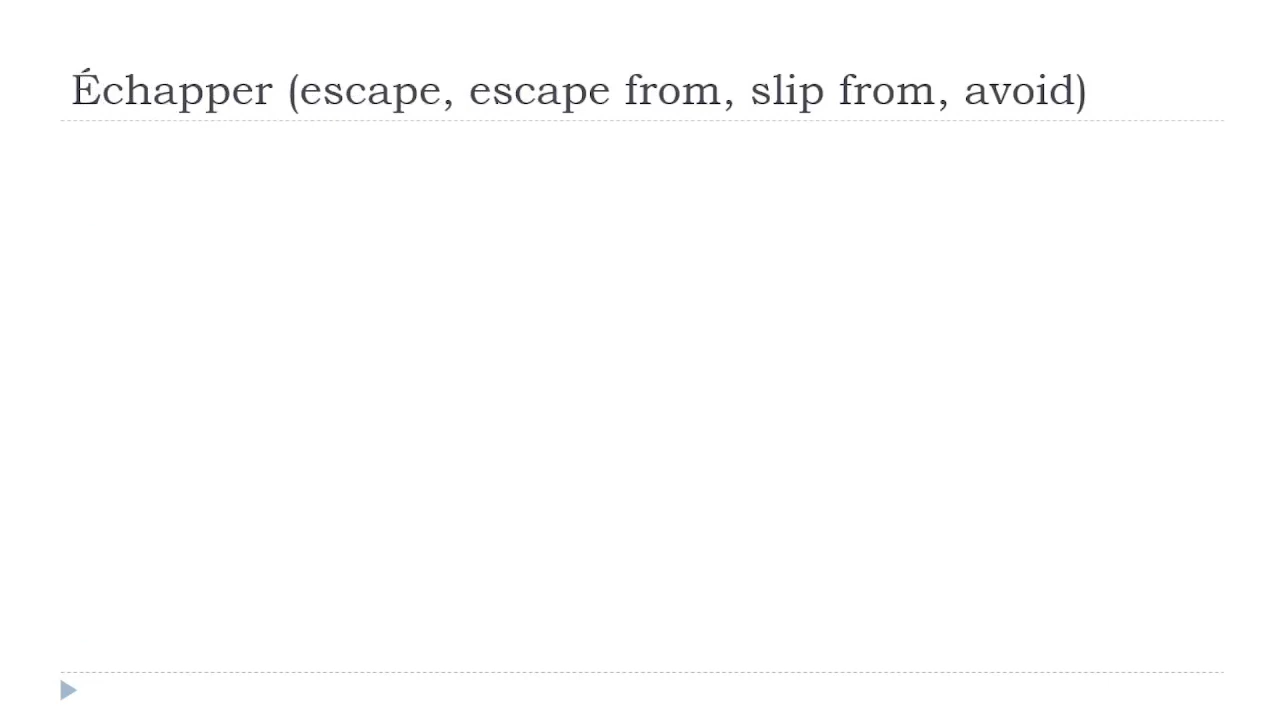 Échapper (escape, escape from, slip from, avoid)